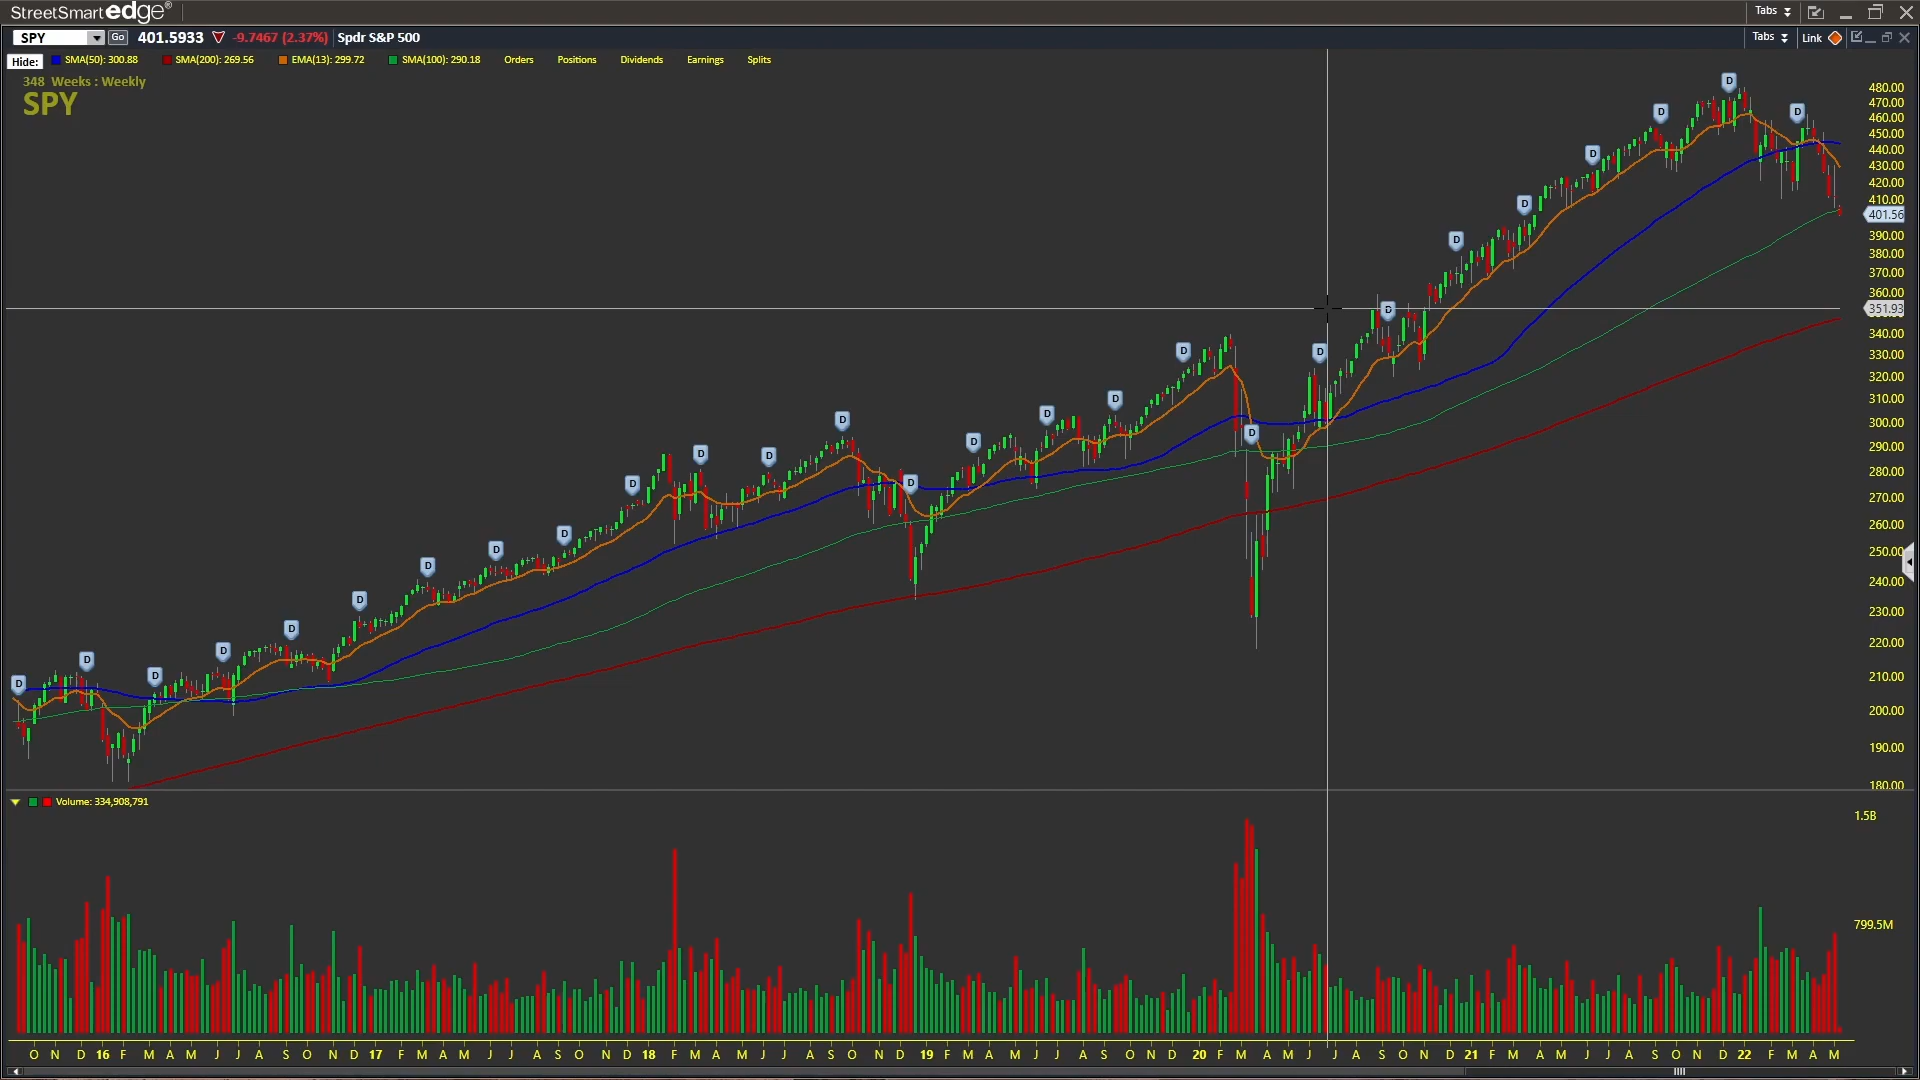 StreetSmart edge®
Tabs
SPY Go 401.5933 -9.7467 (2.37%) Spdr S&P 500
Tabs Link
Hide: SMA(50): 300.88 SMA(200): 269.56 EMA(13): 299.72 SMA(100): 290.18 Orders Positions Dividends Earnings Splits
348 Weeks : Weekly
SPY
480.00
470.00
460.00
450.00
440.00
430.00
420.00
410.00
401.56
390.00
380.00
370.00
360.00
351.93
340.00
330.00
320.00
310.00
300.00
290.00
280.00
270.00
260.00
250.00
240.00
230.00
220.00
210.00
200.00
190.00
180.00
D D D D D D D D D D D D D D D D D D D D D D D D D D D
Volume: 334,908,791
1.5B
799.5M
O N D 16 F M A M J J A S O N 17 F M A M J J A S O N D 18 F M A M J J A S O N D 19 F M A M J J A S O N D 20 F M A M J J A S O N D 21 F M A M J J A S O N D 22 F M A M